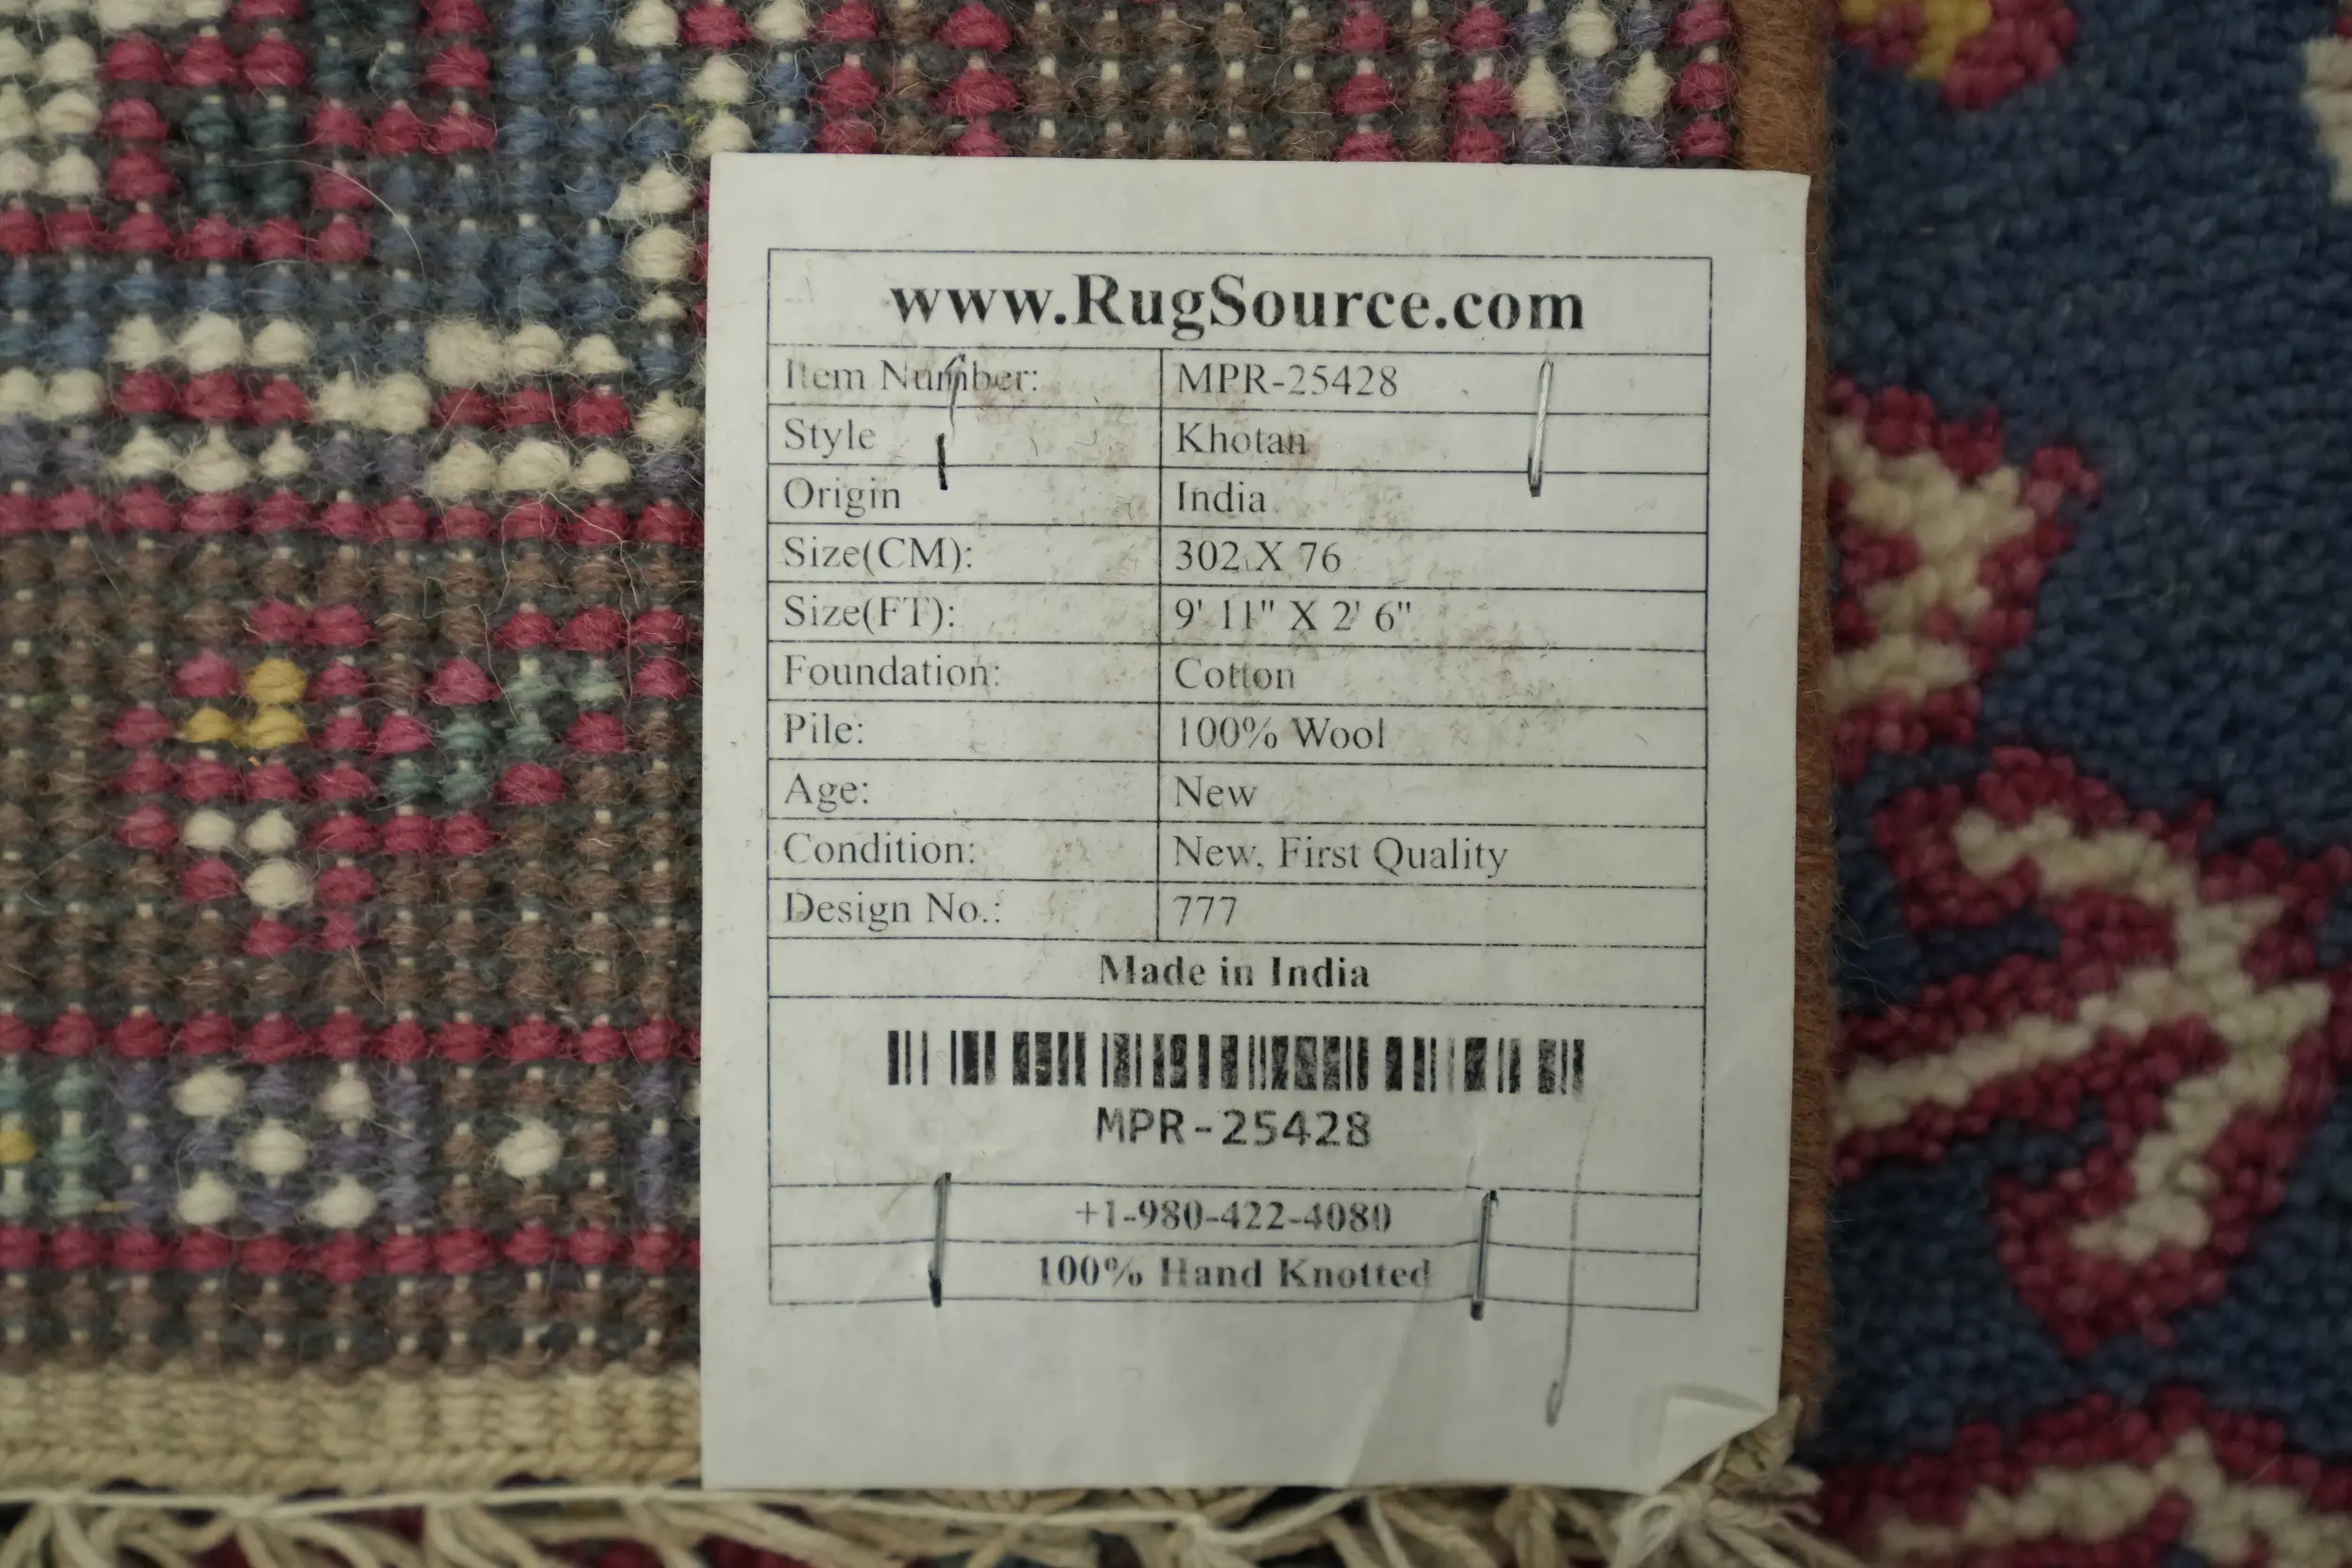 www.RugSource.com
Item Number: MPR-25428
Style Khotan
Origin India
Size(CM): 302 X 76
Size(FT): 9' 11" X 2' 6"
Foundation: Cotton
Pile: 100% Wool
Age: New
Condition: New, First Quality
Design No.: 777
Made in India
MPR-25428
+1-980-422-4080
100% Hand Knotted